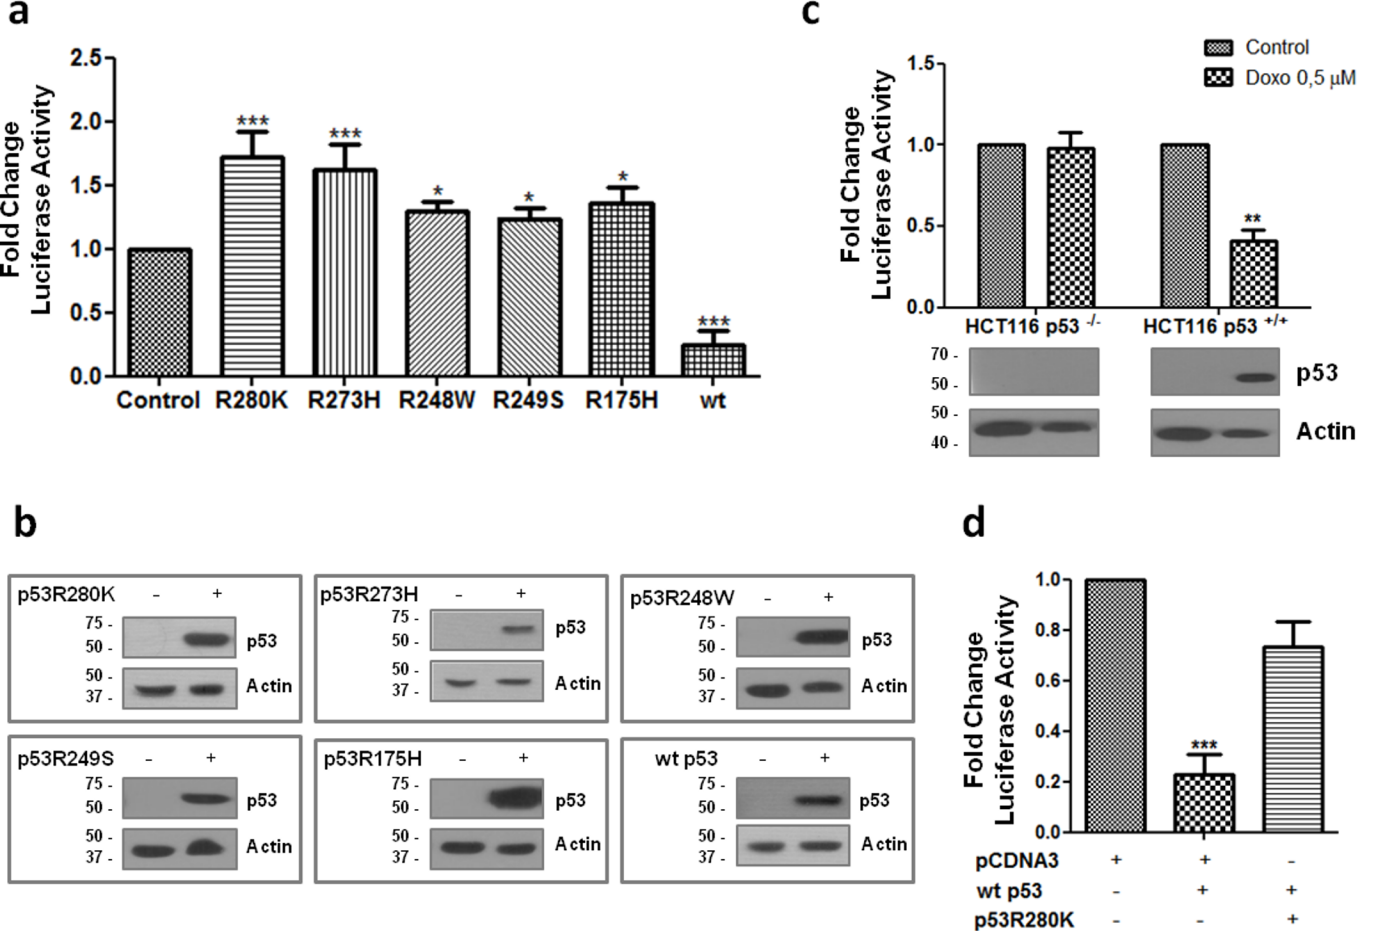 a
Fold Change
Luciferase Activity
2.5
2.0
1.5
1.0
0.5
0.0
***
***
*
*
*
***
Control R280K R273H R248W R249S R175H wt
c
Control
Doxo 0,5 µM
Fold Change
Luciferase Activity
1.5
1.0
0.5
0.0
**
HCT116 p53 -/- HCT116 p53 +/+
70 -
50 -
p53
50 -
40 -
Actin
b
p53R280K - +
75 -
50 -
p53
50 -
37 -
Actin
p53R273H - +
75 -
50 -
p53
50 -
37 -
Actin
p53R248W - +
75 -
50 -
p53
50 -
37 -
Actin
p53R249S - +
75 -
50 -
p53
50 -
37 -
Actin
p53R175H - +
75 -
50 -
p53
50 -
37 -
Actin
wt p53 - +
75 -
50 -
p53
50 -
37 -
Actin
d
Fold Change
Luciferase Activity
1.0
0.8
0.6
0.4
0.2
0.0
***
pCDNA3 + + -
wt p53 - + +
p53R280K - - +